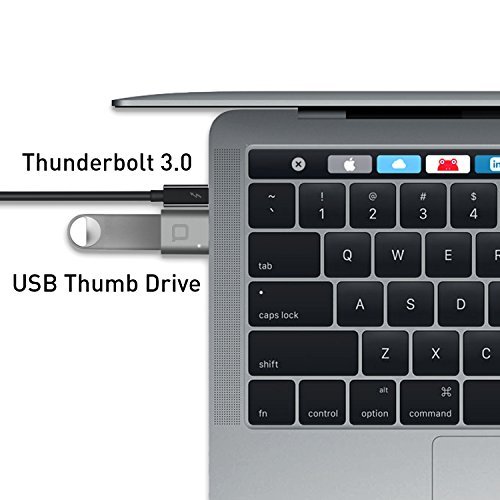 Thunderbolt 3.0
USB Thumb Drive
in
~
`
!
1
@
2
#
3
$
4
tab
Q
W
E
caps lock
A
S
D
shift
Z
X
C
fn
control
alt
option
⌘
command